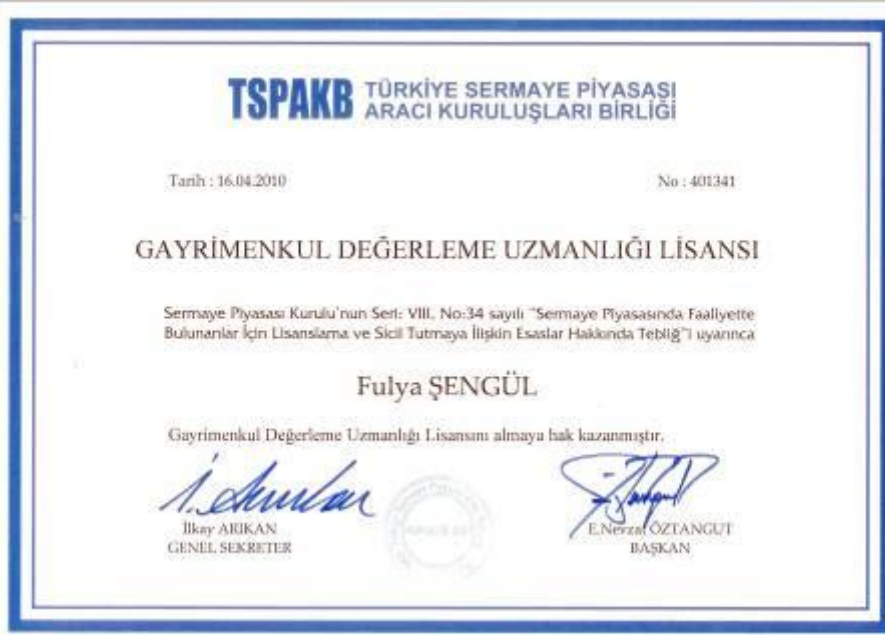 TSPAKB TÜRKİYE SERMAYE PİYASASI
ARACI KURULUŞLARI BİRLİĞİ
Tarih : 16.04.2010 No : 401341
GAYRİMENKUL DEĞERLEME UZMANLIĞI LİSANSI
Sermaye Piyasası Kurulu'nun Seri: VIII, No:34 sayılı "Sermaye Piyasasında Faaliyette
Bulunanlar İçin Lisanslama ve Sicil Tutmaya İlişkin Esaslar Hakkında Tebliğ"i uyarınca
Fulya ŞENGÜL
Gayrimenkul Değerleme Uzmanlığı Lisansını almaya hak kazanmıştır.
İlkay ARIKAN E.Nevzat ÖZTANGUT
GENEL SEKRETER BAŞKAN